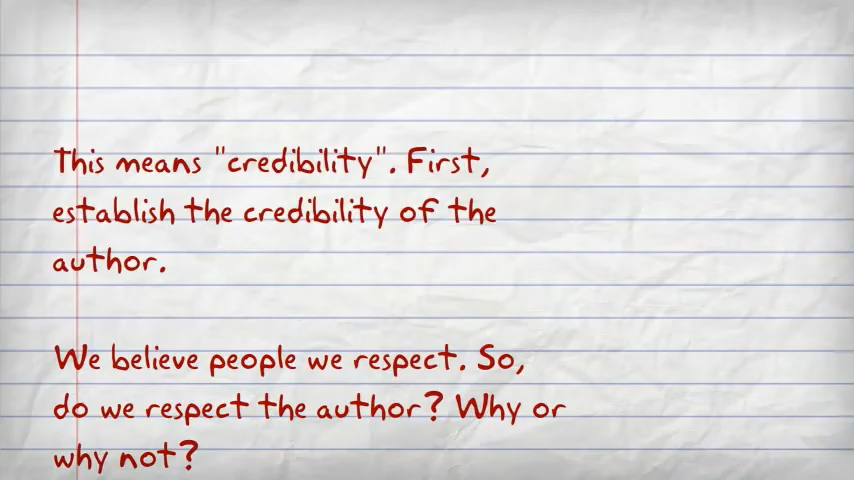 This means "credibility". First,
establish the credibility of the
author.
We believe people we respect. So,
do we respect the author? Why or
why not?